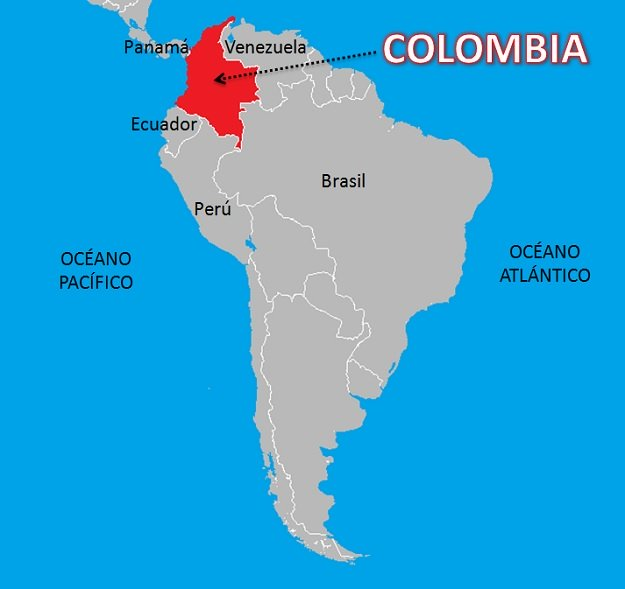 Panamá
Venezuela
COLOMBIA
Ecuador
Brasil
Perú
OCÉANO
PACÍFICO
OCÉANO
ATLÁNTICO